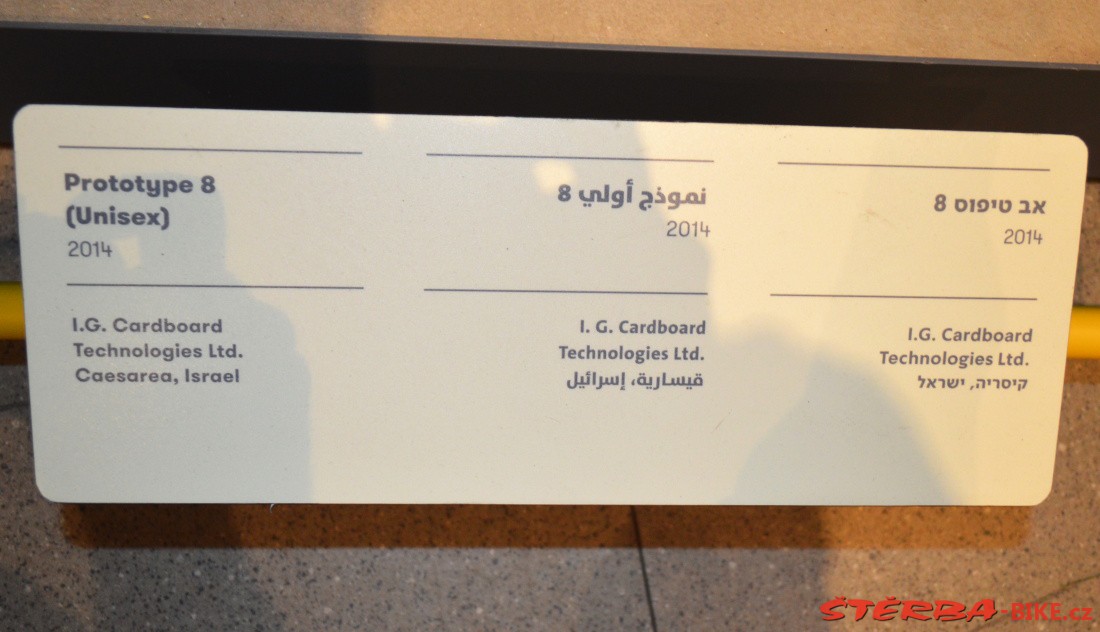 Prototype 8
(Unisex)
2014
I.G. Cardboard
Technologies Ltd.
Caesarea, Israel
نموذج أولي 8
2014
I. G. Cardboard
Technologies Ltd.
قيسارية، إسرائيل
אב טיפוס 8
2014
I.G. Cardboard
Technologies Ltd.
קיסריה, ישראל
ŠTĚRBA-BIKE.cz